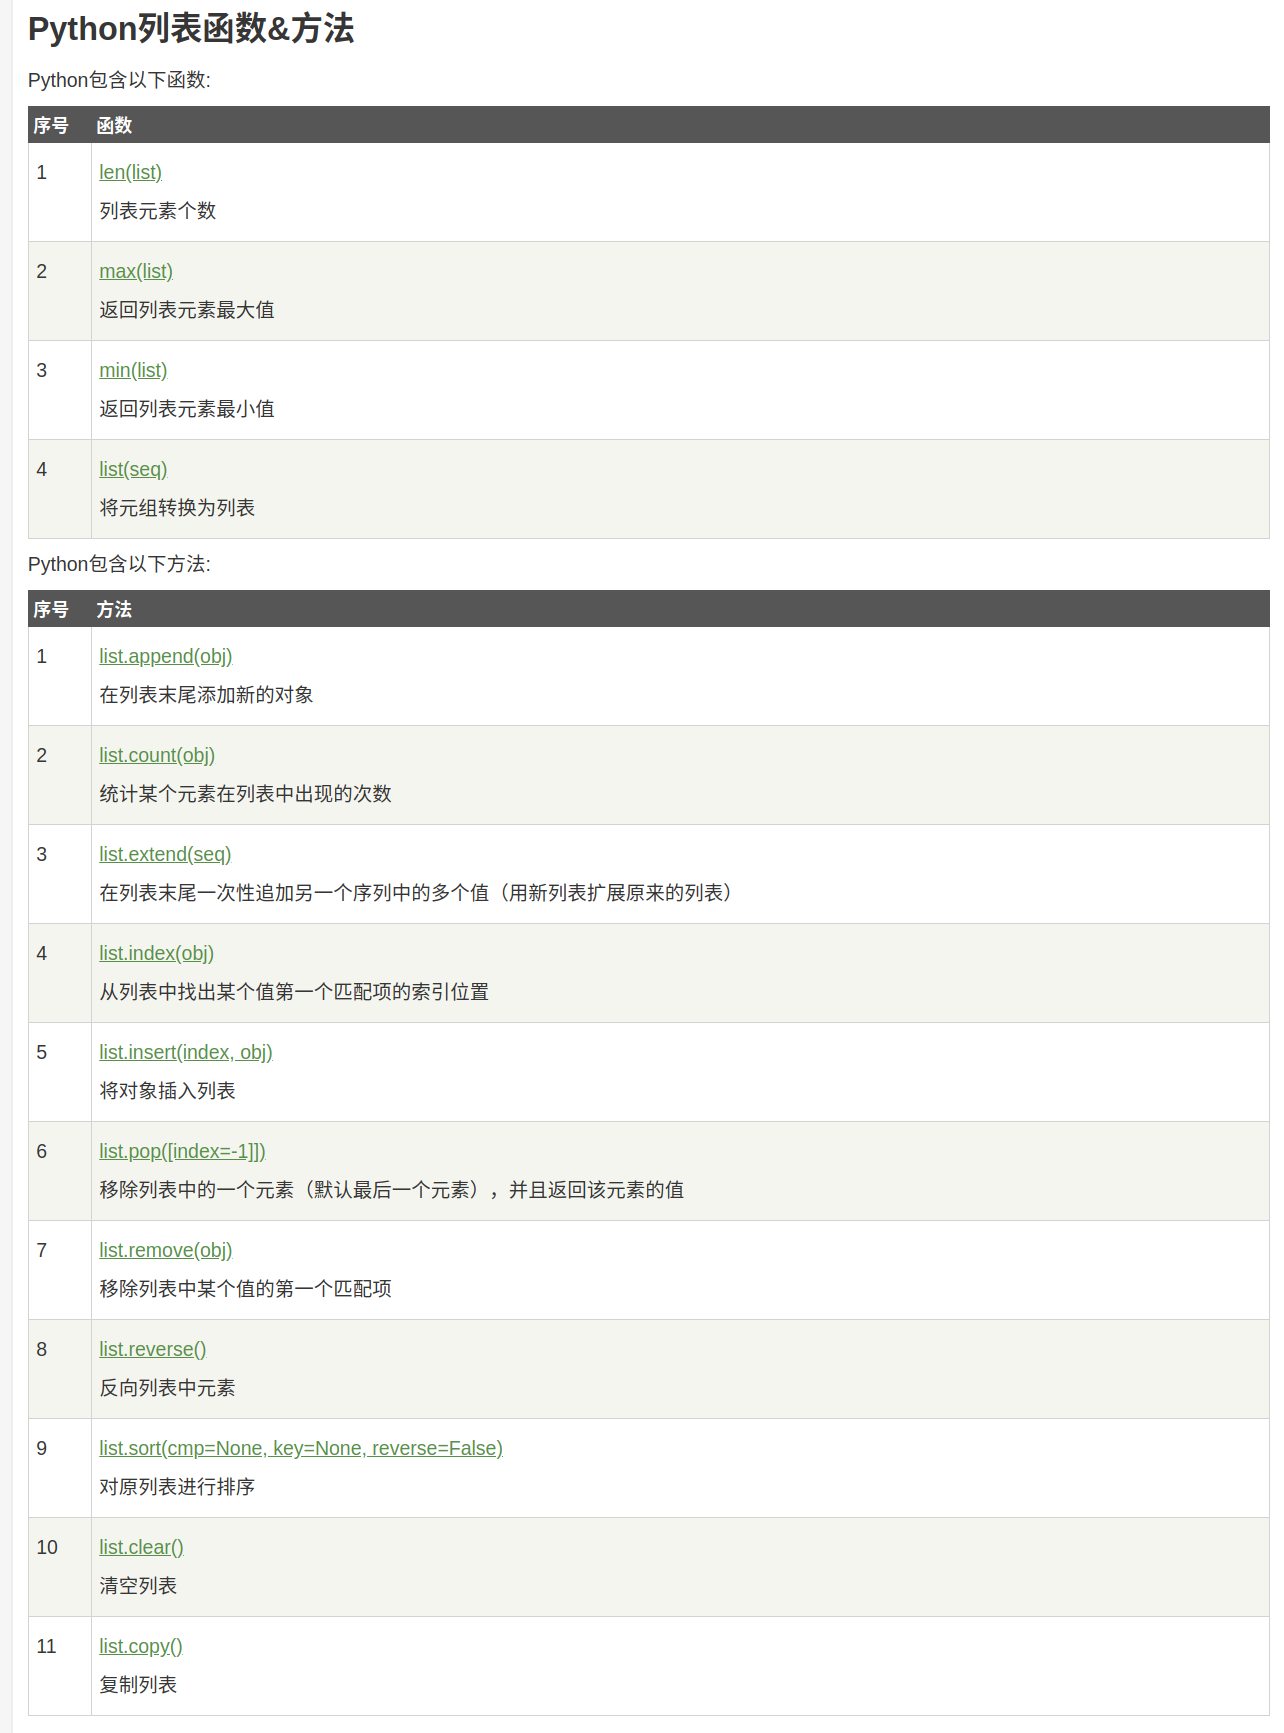 Python列表函数&方法
Python包含以下函数:
序号 函数
1 len(list)
列表元素个数
2 max(list)
返回列表元素最大值
3 min(list)
返回列表元素最小值
4 list(seq)
将元组转换为列表
Python包含以下方法:
序号 方法
1 list.append(obj)
在列表末尾添加新的对象
2 list.count(obj)
统计某个元素在列表中出现的次数
3 list.extend(seq)
在列表末尾一次性追加另一个序列中的多个值（用新列表扩展原来的列表）
4 list.index(obj)
从列表中找出某个值第一个匹配项的索引位置
5 list.insert(index, obj)
将对象插入列表
6 list.pop([index=-1]])
移除列表中的一个元素（默认最后一个元素），并且返回该元素的值
7 list.remove(obj)
移除列表中某个值的第一个匹配项
8 list.reverse()
反向列表中元素
9 list.sort(cmp=None, key=None, reverse=False)
对原列表进行排序
10 list.clear()
清空列表
11 list.copy()
复制列表